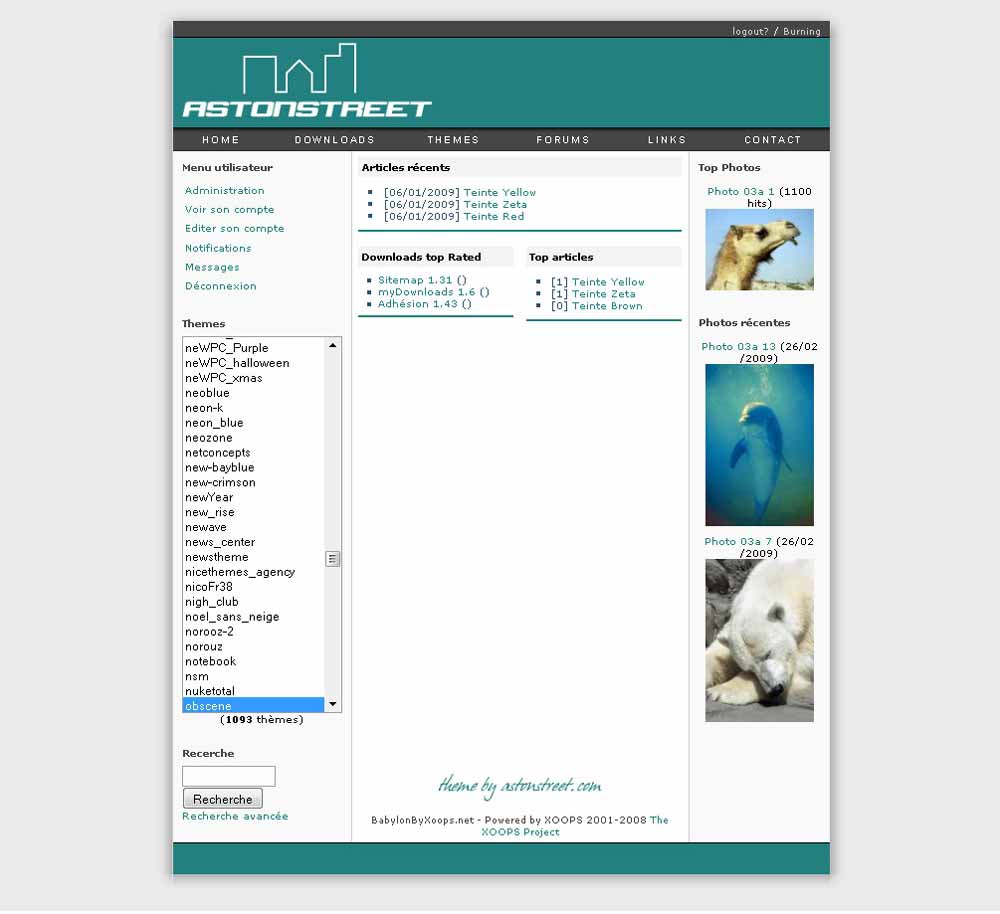 logout? / Burning
ASTONSTREET
HOME DOWNLOADS THEMES FORUMS LINKS CONTACT
Menu utilisateur
Administration
Voir son compte
Editer son compte
Notifications
Messages
Déconnexion
Themes
neWPC_Purple
neWPC_halloween
neWPC_xmas
neoblue
neon-k
neon_blue
neozone
netconcepts
new-bayblue
new-crimson
newYear
new_rise
newave
news_center
newstheme
nicethemes_agency
nicoFr38
nigh_club
noel_sans_neige
norooz-2
norouz
notebook
nsm
nuketotal
obscene
(1093 thèmes)
Recerche
Recherche
Recherche avancée
Articles récents
[06/01/2009] Teinte Yellow
[06/01/2009] Teinte Zeta
[06/01/2009] Teinte Red
Downloads top Rated
Sitemap 1.31 ()
myDownloads 1.6 ()
Adhésion 1.43 ()
Top articles
[1] Teinte Yellow
[1] Teinte Zeta
[0] Teinte Brown
theme by astonstreet.com
BabylonByXoops.net - Powered by XOOPS 2001-2008 The
XOOPS Project
Top Photos
Photo 03a 1 (1100
hits)
Photos récentes
Photo 03a 13 (26/02
/2009)
Photo 03a 7 (26/02
/2009)